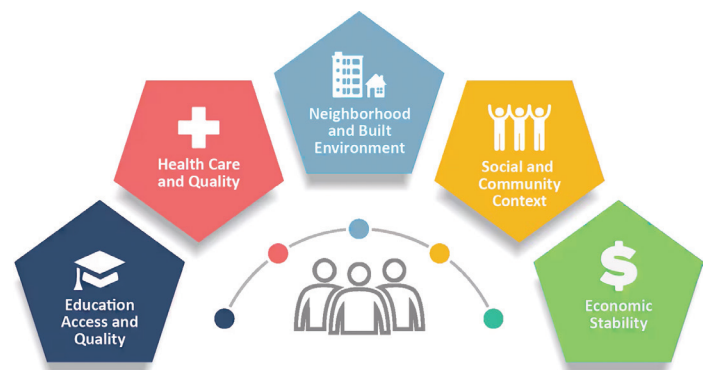 Education
Access and
Quality
Health Care
and Quality
Neighborhood
and Built
Environment
Social and
Community
Context
$
Economic
Stability